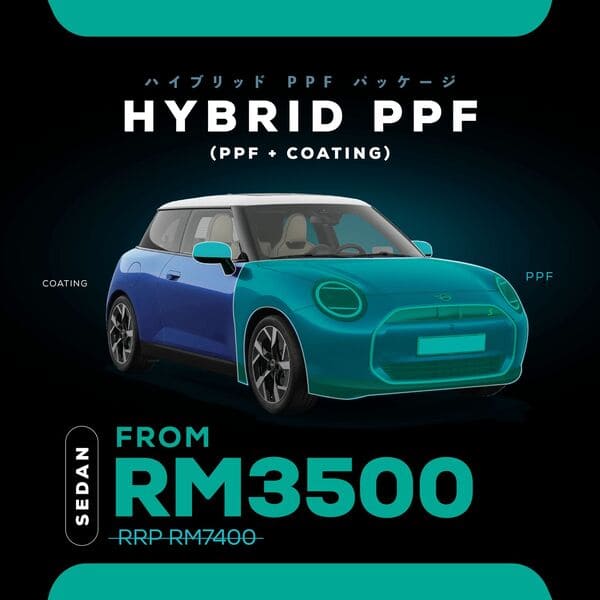 ハイブリッド PPF パッケージ
HYBRID PPF
(PPF + COATING)
COATING
PPF
S
SEDAN
FROM
RM3500
RRP RM7400